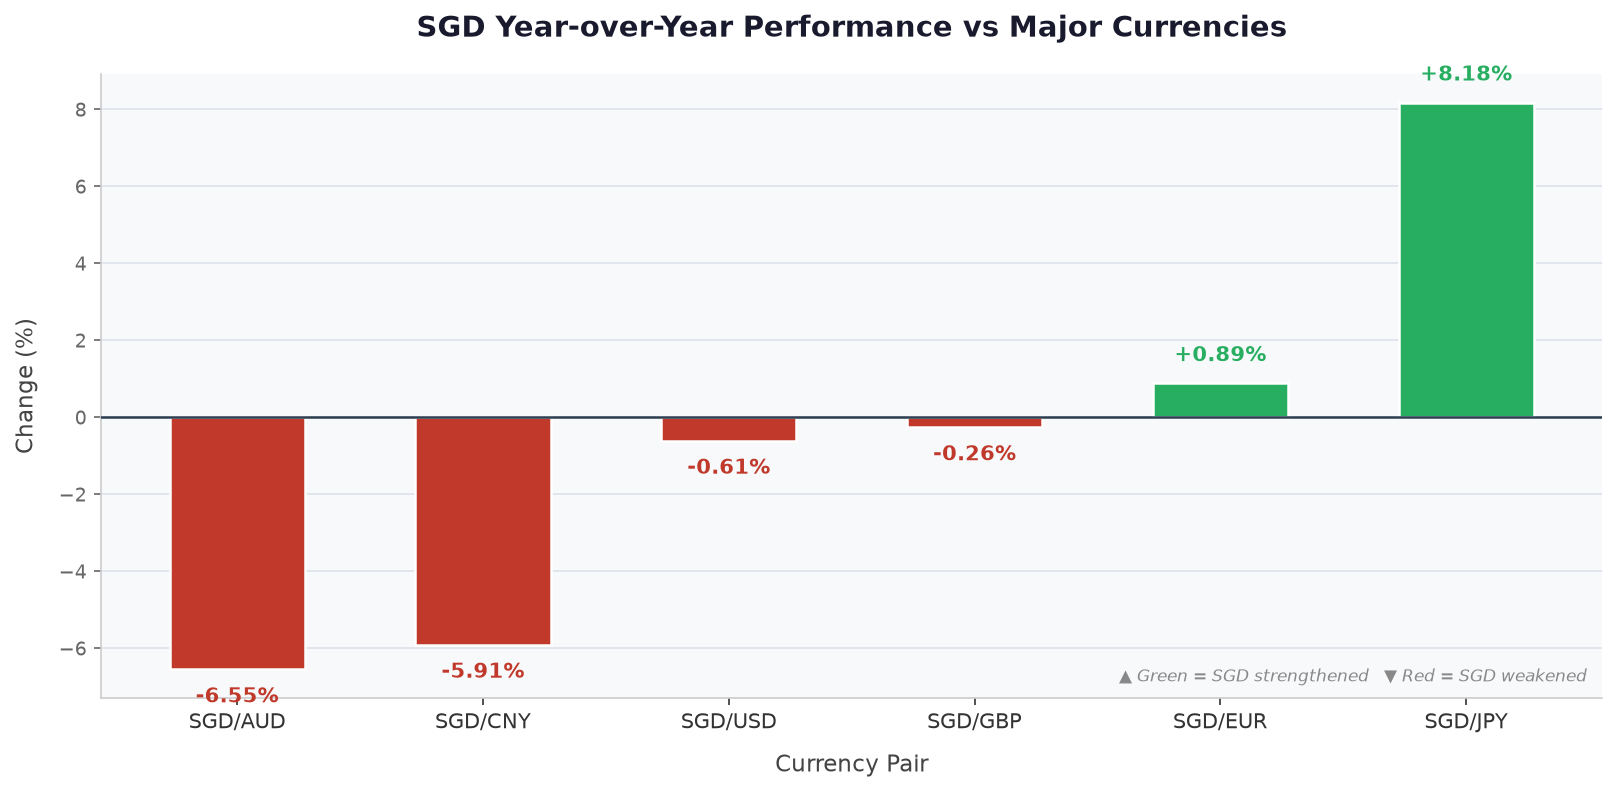 SGD Year-over-Year Performance vs Major Currencies
+8.18%
8
6
4
2
+0.89%
0
-0.26%
-0.61%
−2
−4
−6
-5.91%
-6.55%
▲ Green = SGD strengthened ▼ Red = SGD weakened
Change (%)
SGD/AUD SGD/CNY SGD/USD SGD/GBP SGD/EUR SGD/JPY
Currency Pair